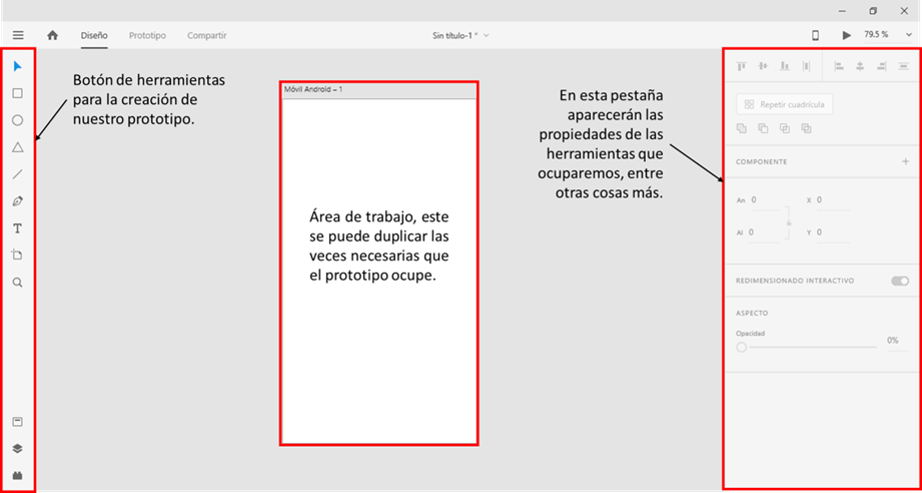 Diseño Prototipo Compartir Sin título-1 * 79.5 %
Botón de herramientas
para la creación de
nuestro prototipo.
Móvil Android – 1
Área de trabajo, este
se puede duplicar las
veces necesarias que
el prototipo ocupe.
En esta pestaña
aparecerán las
propiedades de las
herramientas que
ocuparemos, entre
otras cosas más.
Repetir cuadrícula
COMPONENTE
An 0 X 0
Al 0 Y 0
REDIMENSIONADO INTERACTIVO
ASPECTO
Opacidad
0%